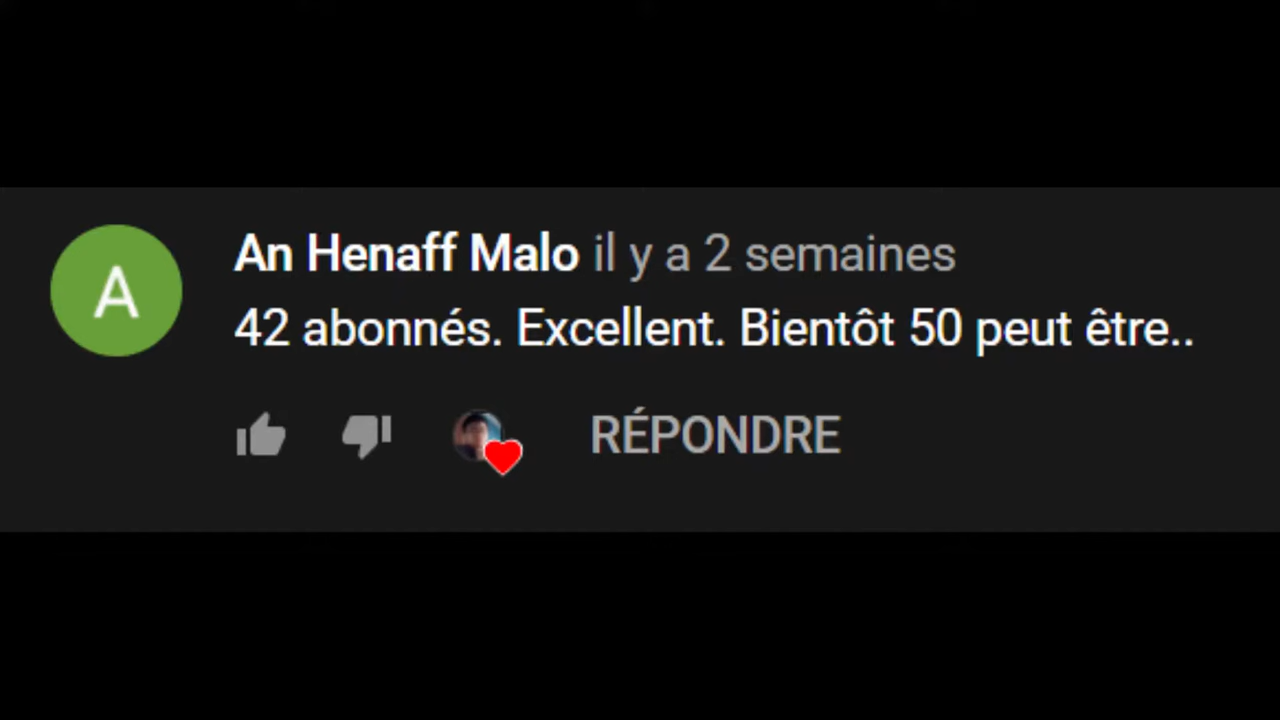 A
An Henaff Malo il y a 2 semaines
42 abonnés. Excellent. Bientôt 50 peut être..
RÉPONDRE